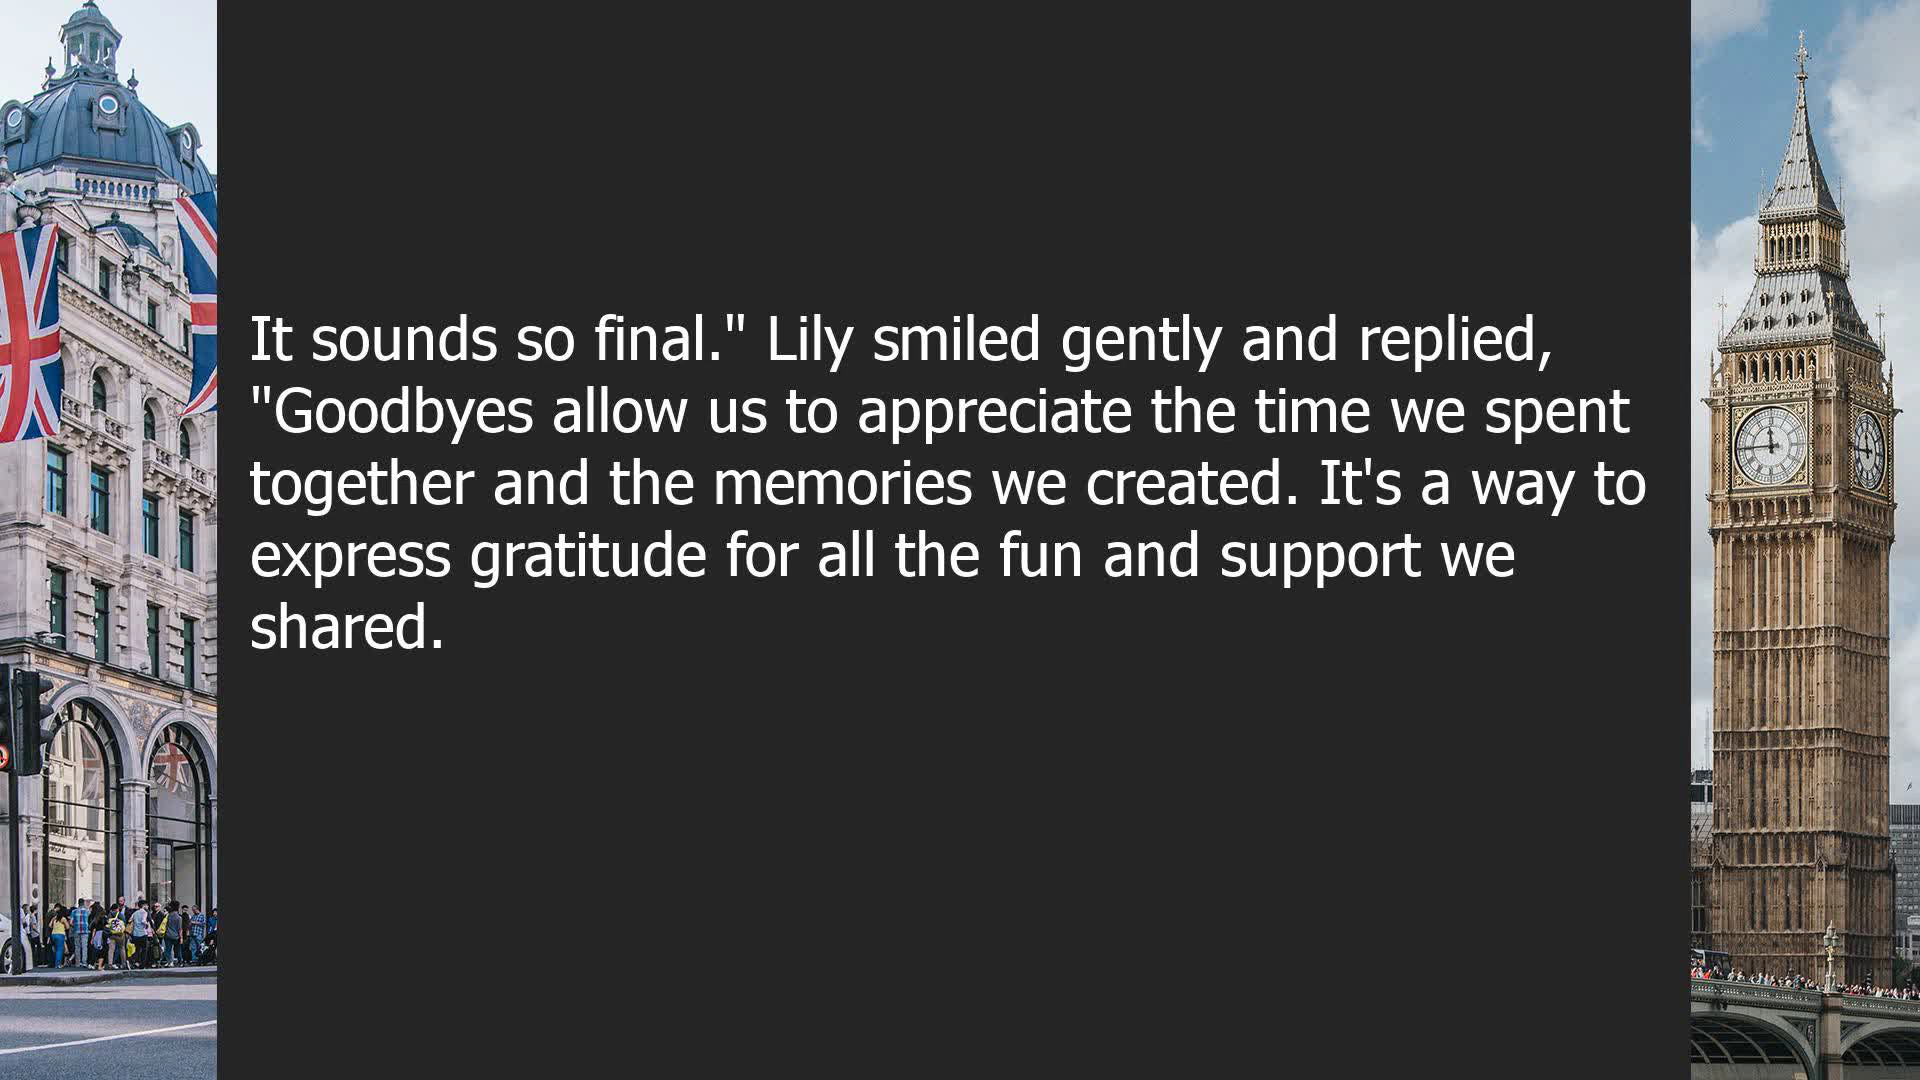 It sounds so final." Lily smiled gently and replied,
"Goodbyes allow us to appreciate the time we spent
together and the memories we created. It's a way to
express gratitude for all the fun and support we
shared.